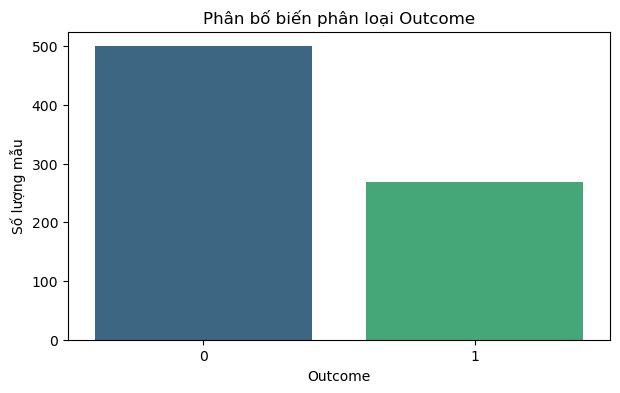 Phân bố biến phân loại Outcome
500
400
300
200
100
0
Số lượng mẫu
0
1
Outcome